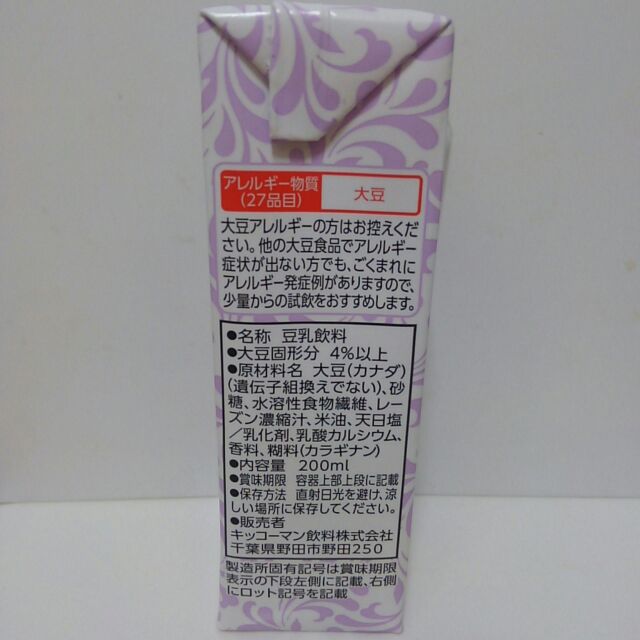 アレルギー物質
(27品目)
大豆
大豆アレルギーの方はお控えくだ
さい。他の大豆食品でアレルギー
症状が出ない方でも、ごくまれに
アレルギー発症例がありますので、
少量からの試飲をおすすめします。
●名称 豆乳飲料
●大豆固形分 4%以上
●原材料名 大豆(カナダ)
(遺伝子組換えでない)、砂
糖、水溶性食物繊維、レー
ズン濃縮汁、米油、天日塩
/乳化剤、乳酸カルシウム、
香料、糊料(カラギナン)
●内容量 200ml
●賞味期限 容器上部上段に記載
●保存方法 直射日光を避け、涼
しい場所に保存してください。
●販売者
キッコーマン飲料株式会社
千葉県野田市野田250
製造所固有記号は賞味期限
表示の下段左側に記載、右側
にロット記号を記載